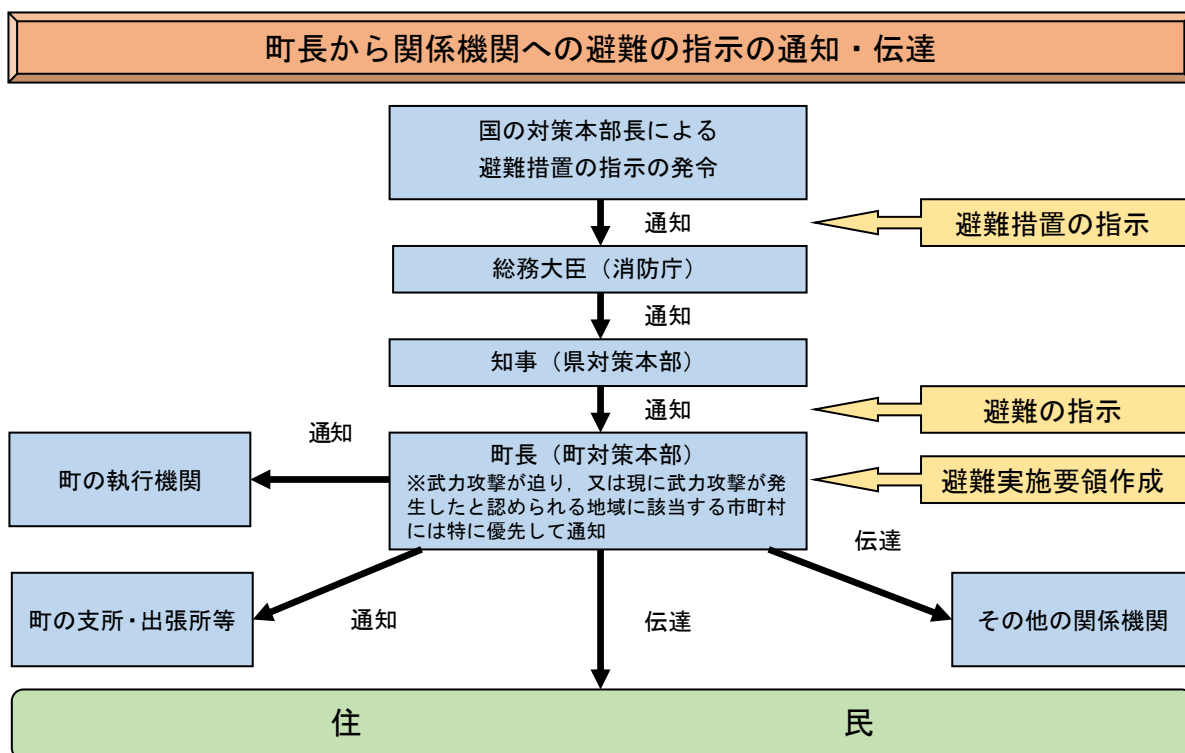 町長から関係機関への避難の指示の通知・伝達
国の対策本部長による
避難措置の指示の発令
通知
避難措置の指示
総務大臣（消防庁）
通知
知事（県対策本部）
通知
避難の指示
通知
町の執行機関
町長（町対策本部）
※武力攻撃が迫り，又は現に武力攻撃が発
生したと認められる地域に該当する市町村
には特に優先して通知
避難実施要領作成
伝達
町の支所・出張所等
通知
伝達
その他の関係機関
住 民